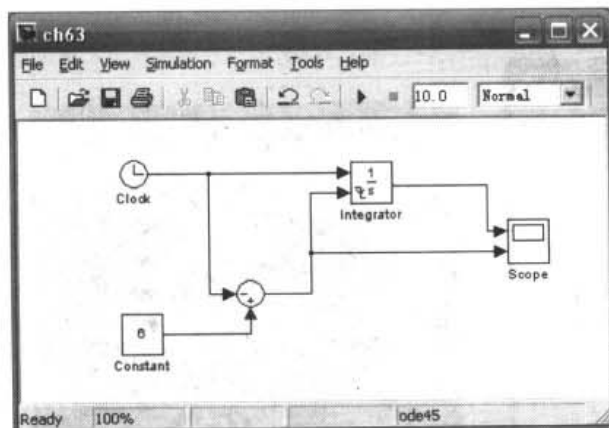 ch63
File Edit View Simulation Format Tools Help
10.0 Normal
Clock
1
s
Integrator
Scope
- +
6
Constant
Ready 100% ode45